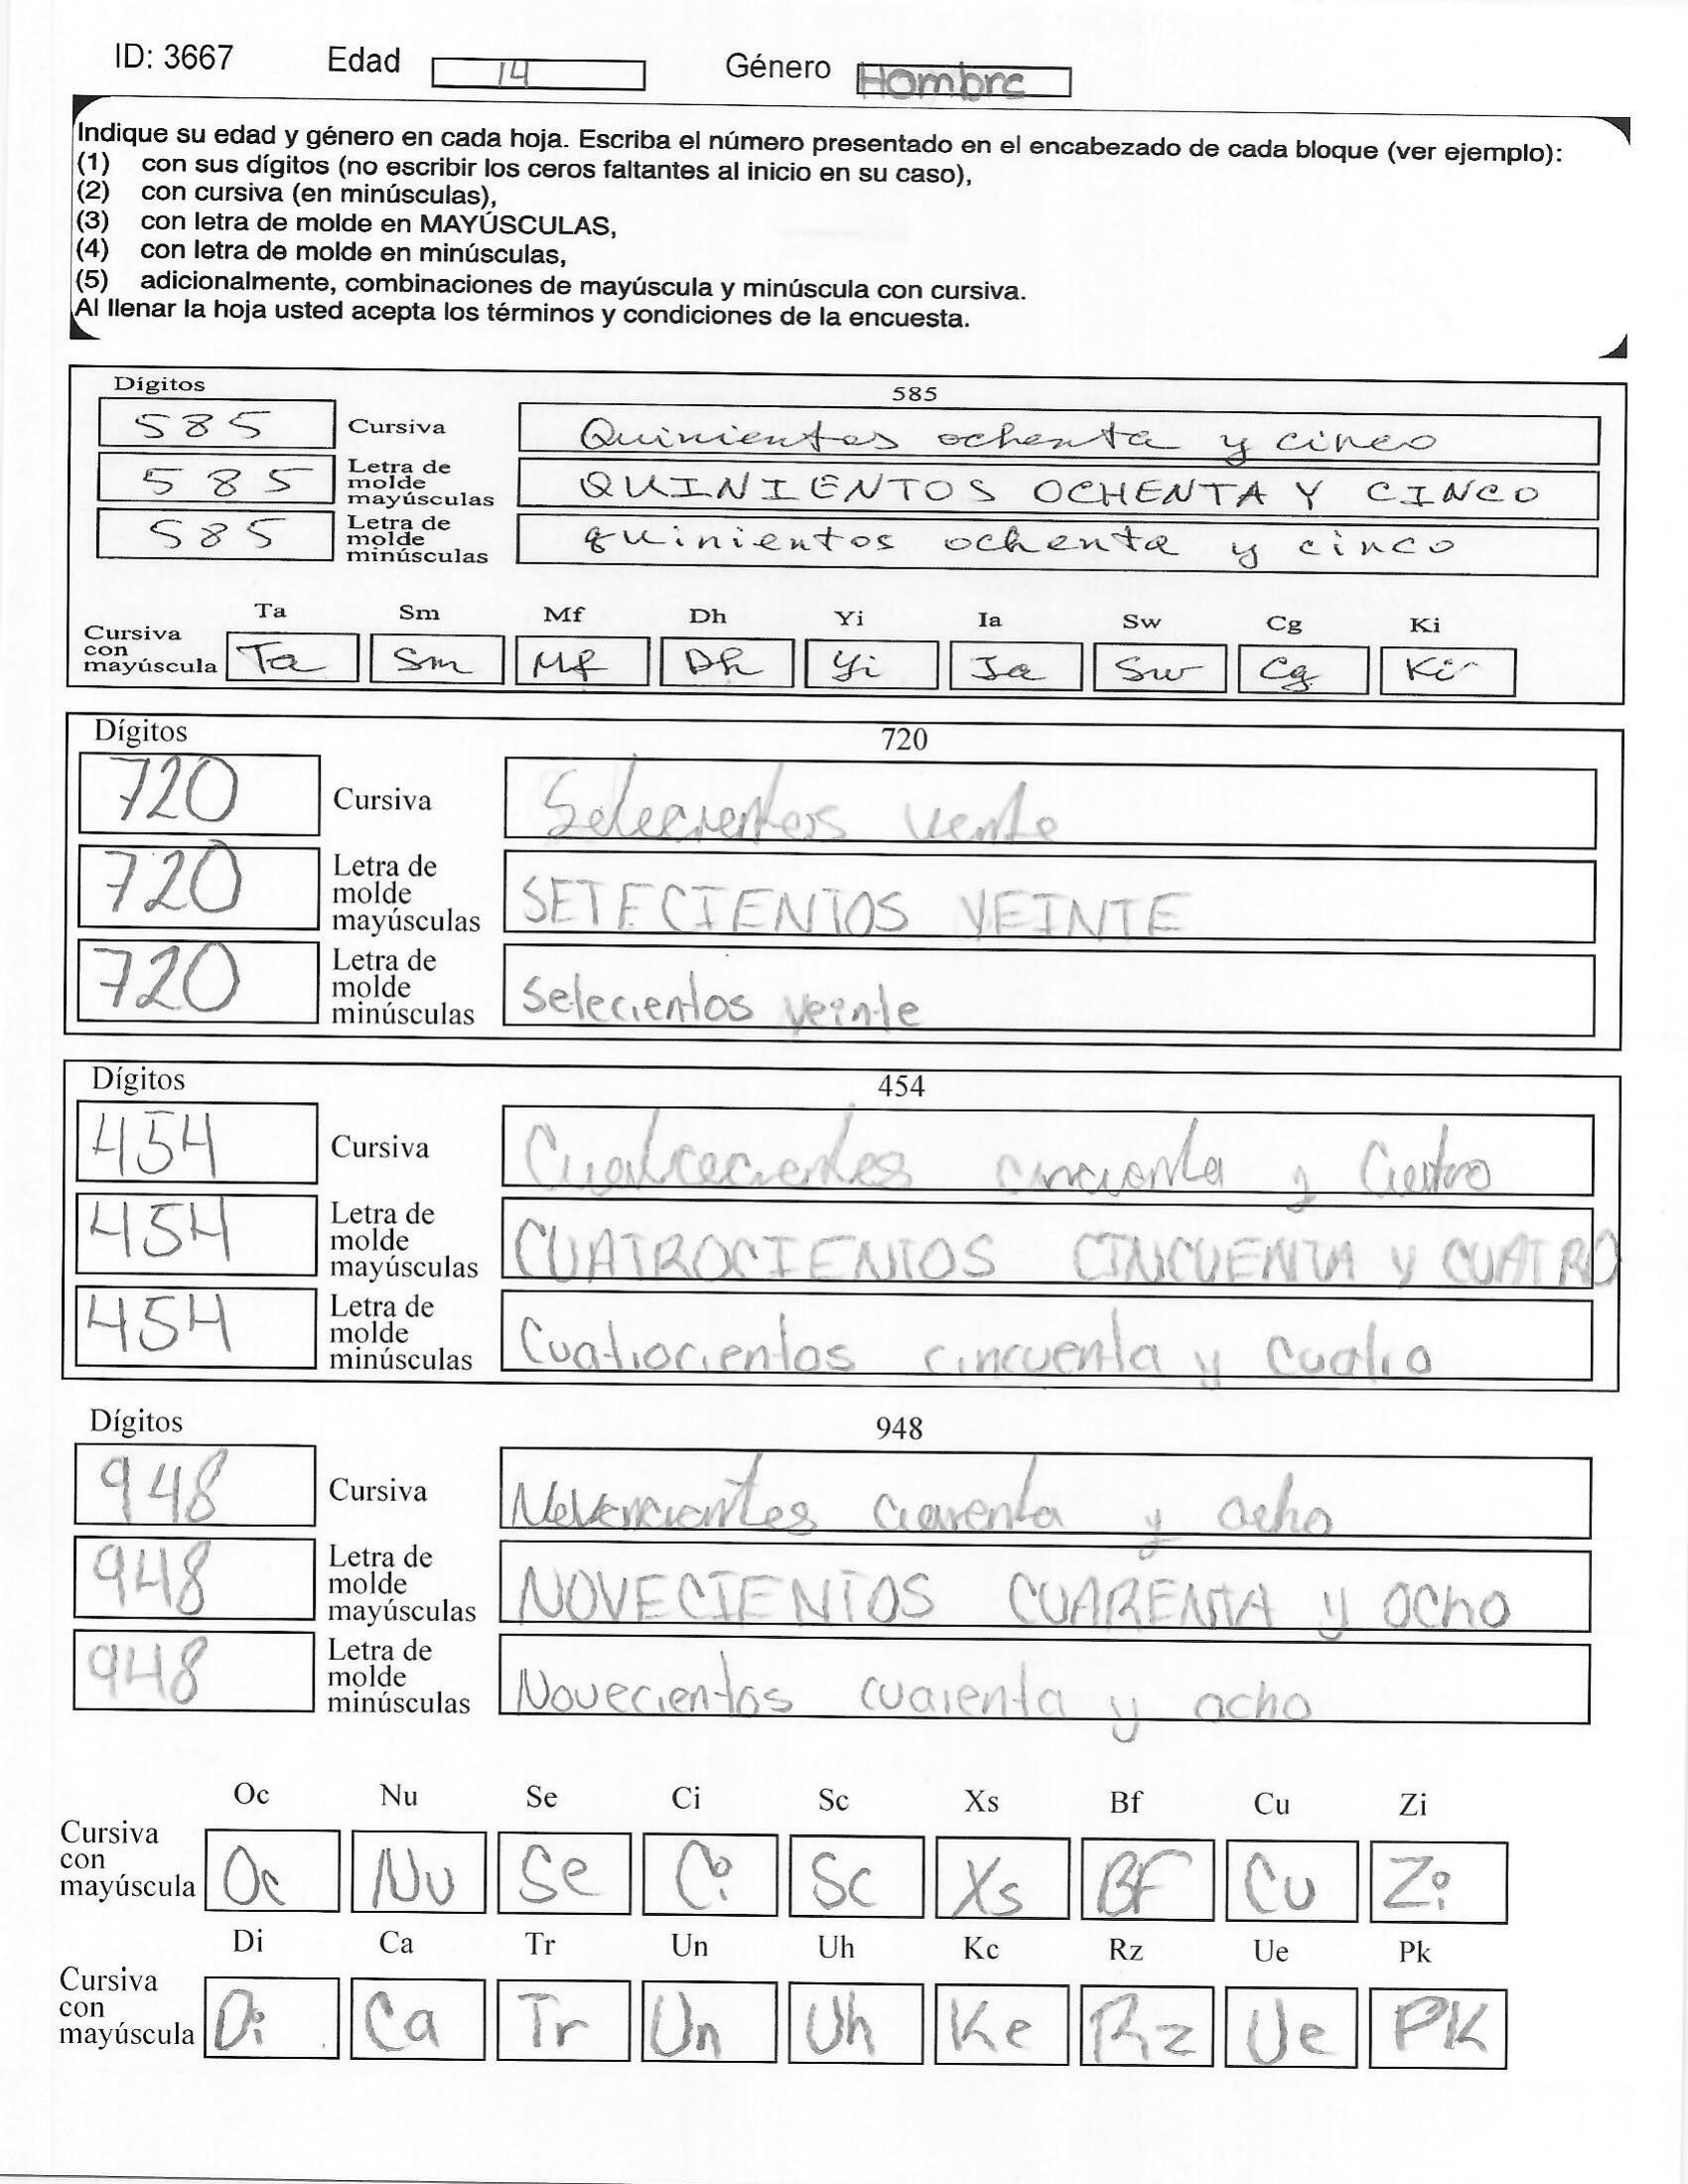 ID: 3667 Edad 14 Género Hombre
Indique su edad y género en cada hoja. Escriba el número presentado en el encabezado de cada bloque (ver ejemplo):
(1) con sus dígitos (no escribir los ceros faltantes al inicio en su caso),
(2) con cursiva (en minúsculas),
(3) con letra de molde en MAYÚSCULAS,
(4) con letra de molde en minúsculas,
(5) adicionalmente, combinaciones de mayúscula y minúscula con cursiva.
Al llenar la hoja usted acepta los términos y condiciones de la encuesta.
Dígitos 585
585 Cursiva Quinientos ochenta y cinco
585 Letra de molde mayúsculas QUINIENTOS OCHENTA Y CINCO
585 Letra de molde minúsculas quinientos ochenta y cinco
Ta Sm Mf Dh Yi Ia Sw Cg Ki
Cursiva con mayúscula Ta Sm Mf Dh Yi Ia Sw Cg Ki
Dígitos 720
720 Cursiva Setecientos vente
720 Letra de molde mayúsculas SETECIENTOS VEINTE
720 Letra de molde minúsculas Setecientos veinte
Dígitos 454
454 Cursiva cincuenta y Cuatro
454 Letra de molde mayúsculas CUATROCIENTOS CINCUENTA y CUATRO
454 Letra de molde minúsculas Cuatrocientos cincuenta y Cuatro
Dígitos 948
948 Cursiva cuarenta y ocho
948 Letra de molde mayúsculas NOVECIENTOS CUARENTA y OChO
948 Letra de molde minúsculas Novecientos cuarenta y ocho
Oc Nu Se Ci Sc Xs Bf Cu Zi
Cursiva con mayúscula Oc Nu Se Ci Sc Xs BF Cu Zi
Di Ca Tr Un Uh Kc Rz Ue Pk
Cursiva con mayúscula Di Ca Tr Un Uh Ke Rz Ue PK